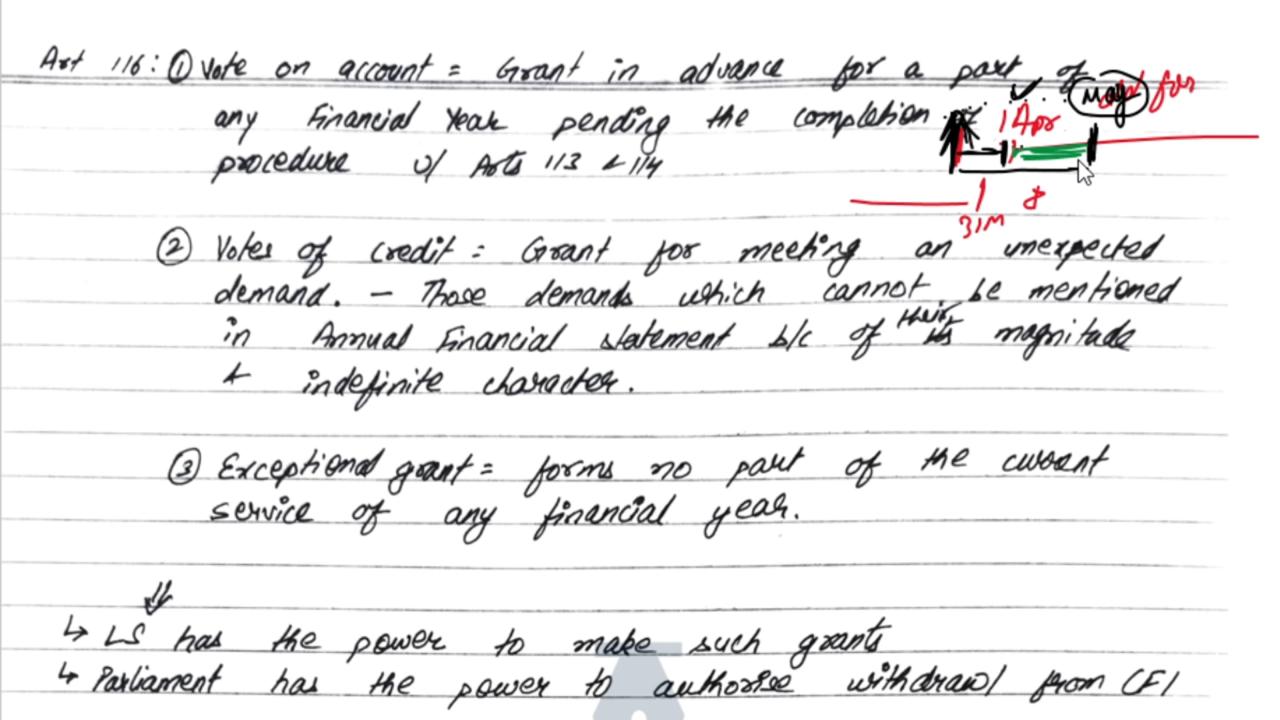 Art 116: ① Vote on account = Grant in advance for a part of
any Financial Year pending the completion of
procedure u/ Arts 113 & 114
May
for
1 Apr
31M
② Votes of credit = Grant for meeting an unexpected
demand. - Those demands which cannot be mentioned
in Annual Financial statement b/c of their magnitude
& indefinite character.
③ Exceptional grant = forms no part of the current
service of any financial year.
↳ LS has the power to make such grants
↳ Parliament has the power to authorise withdrawl from CFI